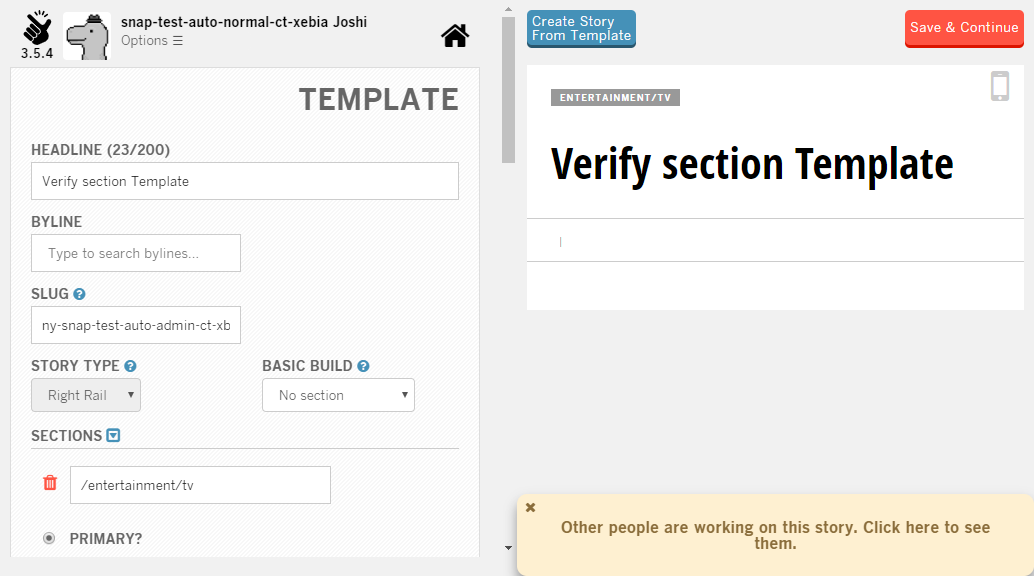 snap-test-auto-normal-ct-xebia Joshi
Options ☰
3.5.4
TEMPLATE
HEADLINE (23/200)
Verify section Template
BYLINE
Type to search bylines...
SLUG ?
ny-snap-test-auto-admin-ct-xb
STORY TYPE ?
BASIC BUILD ?
Right Rail
No section
SECTIONS
/entertainment/tv
PRIMARY?
Create Story
From Template
Save & Continue
ENTERTAINMENT/TV
Verify section Template
|
Other people are working on this story. Click here to see
them.